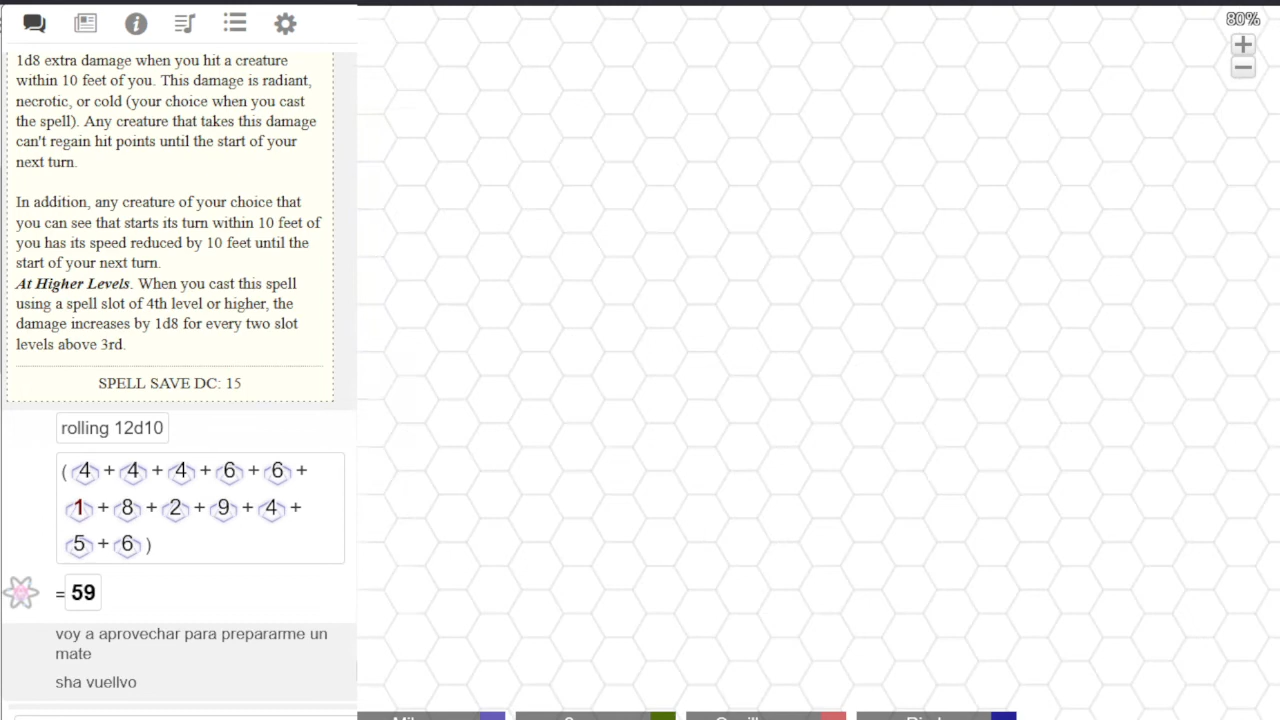 80%
1d8 extra damage when you hit a creature
within 10 feet of you. This damage is radiant,
necrotic, or cold (your choice when you cast
the spell). Any creature that takes this damage
can't regain hit points until the start of your
next turn.
In addition, any creature of your choice that
you can see that starts its turn within 10 feet of
you has its speed reduced by 10 feet until the
start of your next turn.
At Higher Levels. When you cast this spell
using a spell slot of 4th level or higher, the
damage increases by 1d8 for every two slot
levels above 3rd.
SPELL SAVE DC: 15
rolling 12d10
(4 + 4 + 4 + 6 + 6 +
1 + 8 + 2 + 9 + 4 +
5 + 6 )
= 59
voy a aprovechar para prepararme un
mate
sha vuellvo